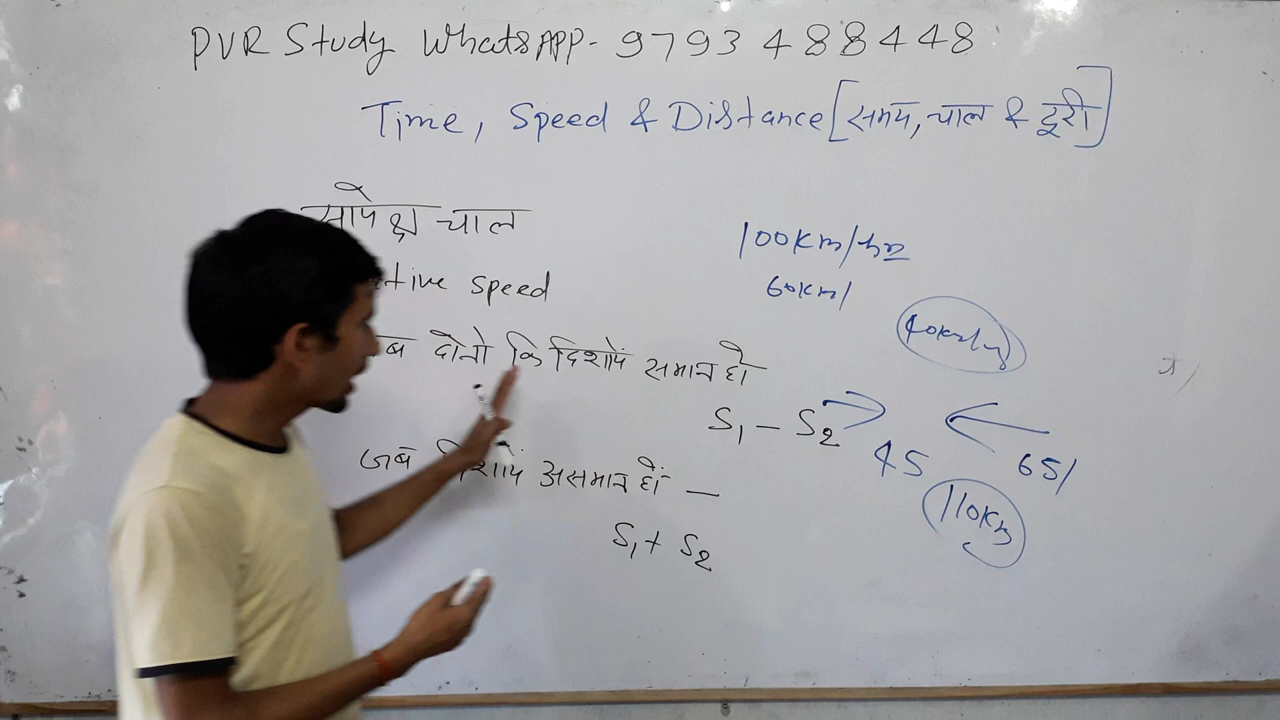 PVR Study WhatsAPP - 9793488448
Time, Speed & Distance [समय, चाल & दूरी]
सापेक्ष चाल
speed
100km/hr
60km/
40km/hr
दोनो कि दिशायें समान हो
S₁ - S₂
45
65/
जब असमान हो —
110km
S₁ + S₂